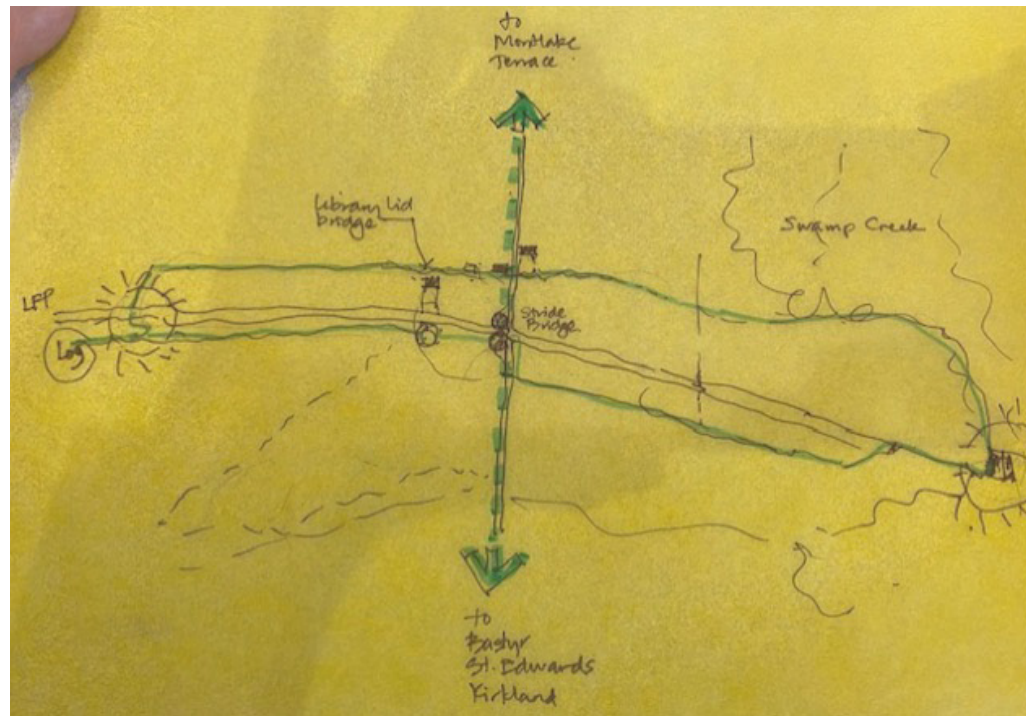 to
Montlake
Terrace
Library Lid
bridge
Swamp Creek
LFP
Stride
Bridge
Log
to
Bastyr
St. Edwards
Kirkland